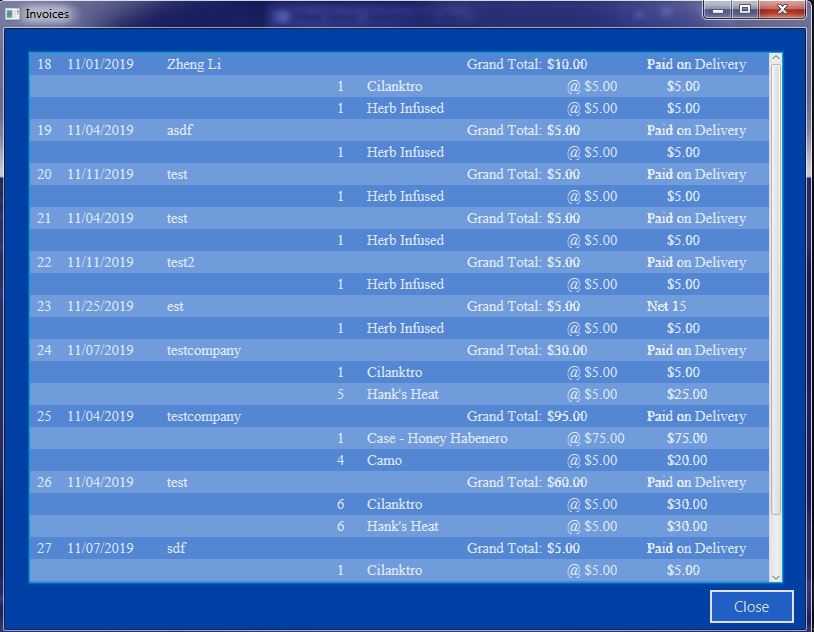 Invoices
18 11/01/2019 Zheng Li Grand Total: $10.00 Paid on Delivery
1 Cilanktro @ $5.00 $5.00
1 Herb Infused @ $5.00 $5.00
19 11/04/2019 asdf Grand Total: $5.00 Paid on Delivery
1 Herb Infused @ $5.00 $5.00
20 11/11/2019 test Grand Total: $5.00 Paid on Delivery
1 Herb Infused @ $5.00 $5.00
21 11/04/2019 test Grand Total: $5.00 Paid on Delivery
1 Herb Infused @ $5.00 $5.00
22 11/11/2019 test2 Grand Total: $5.00 Paid on Delivery
1 Herb Infused @ $5.00 $5.00
23 11/25/2019 est Grand Total: $5.00 Net 15
1 Herb Infused @ $5.00 $5.00
24 11/07/2019 testcompany Grand Total: $30.00 Paid on Delivery
1 Cilanktro @ $5.00 $5.00
5 Hank's Heat @ $5.00 $25.00
25 11/04/2019 testcompany Grand Total: $95.00 Paid on Delivery
1 Case - Honey Habenero @ $75.00 $75.00
4 Camo @ $5.00 $20.00
26 11/04/2019 test Grand Total: $60.00 Paid on Delivery
6 Cilanktro @ $5.00 $30.00
6 Hank's Heat @ $5.00 $30.00
27 11/07/2019 sdf Grand Total: $5.00 Paid on Delivery
1 Cilanktro @ $5.00 $5.00
Close